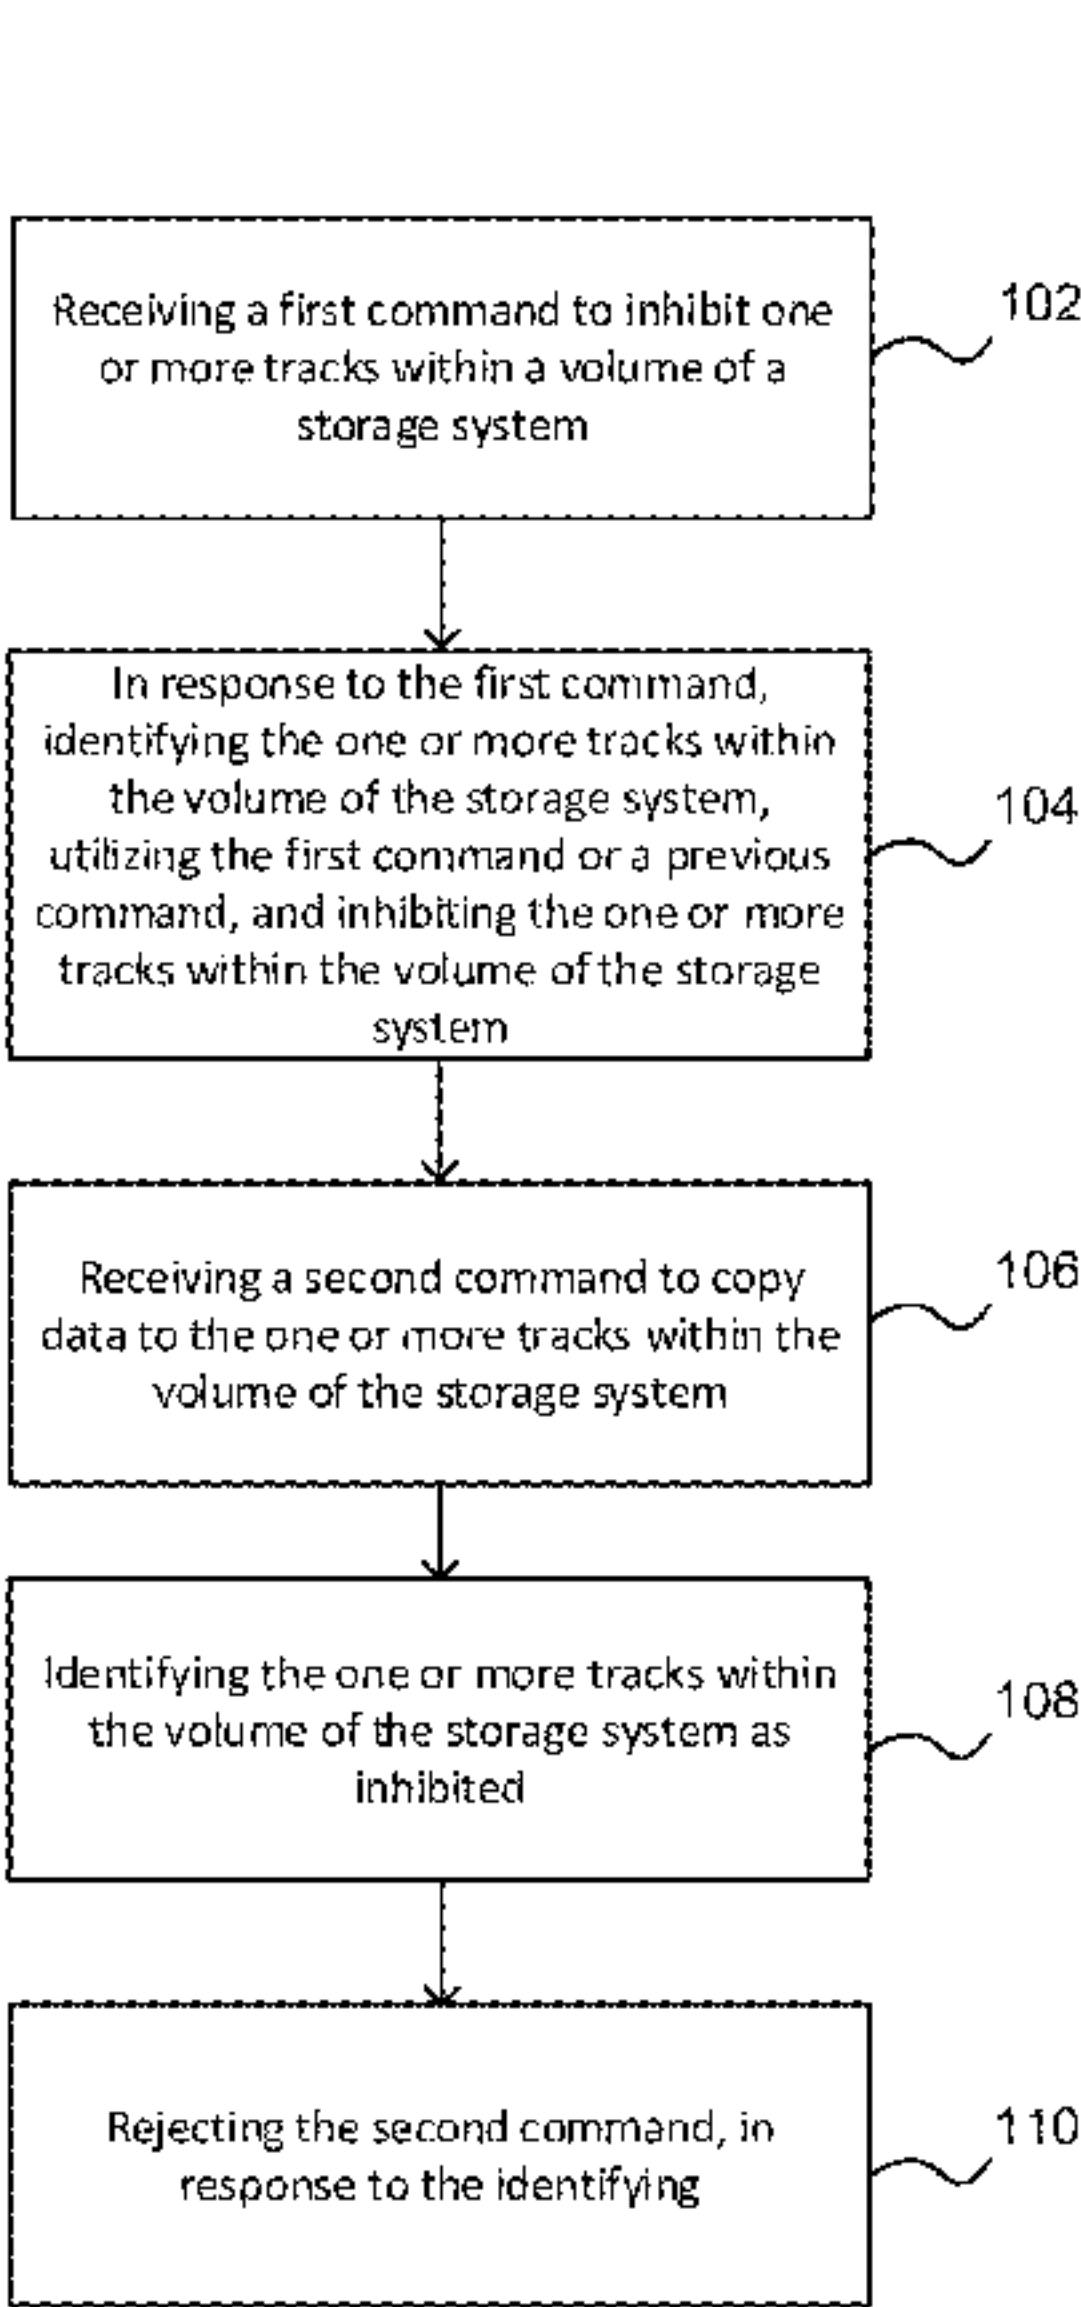 Receiving a first command to inhibit one
or more tracks within a volume of a
storage system
102
In response to the first command,
identifying the one or more tracks within
the volume of the storage system,
utilizing the first command or a previous
command, and inhibiting the one or more
tracks within the volume of the storage
system
104
Receiving a second command to copy
data to the one or more tracks within the
volume of the storage system
106
Identifying the one or more tracks within
the volume of the storage system as
inhibited
108
Rejecting the second command, in
response to the identifying
110